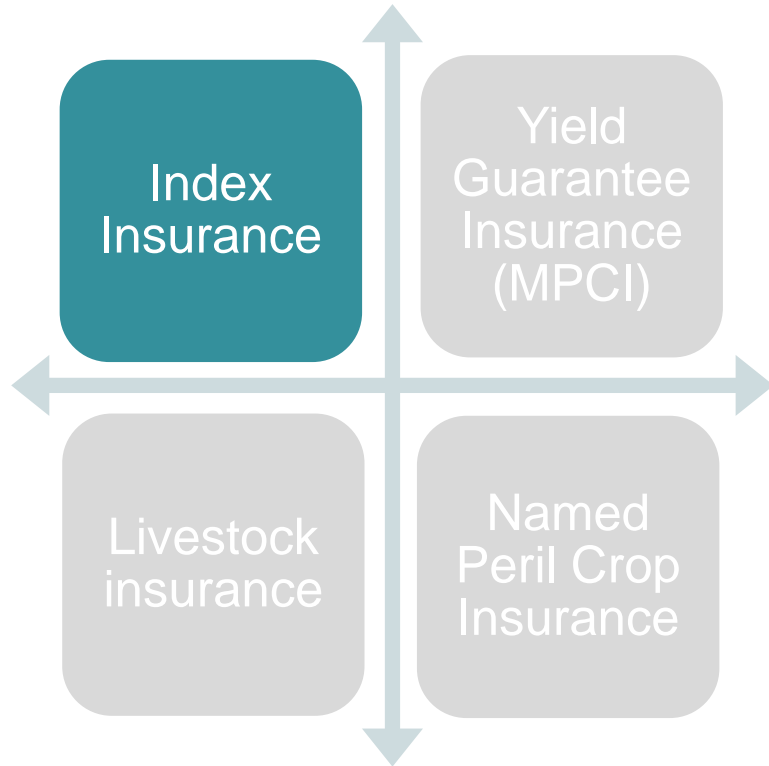 Index
Insurance
Yield
Guarantee
Insurance
(MPCI)
Livestock
insurance
Named
Peril Crop
Insurance